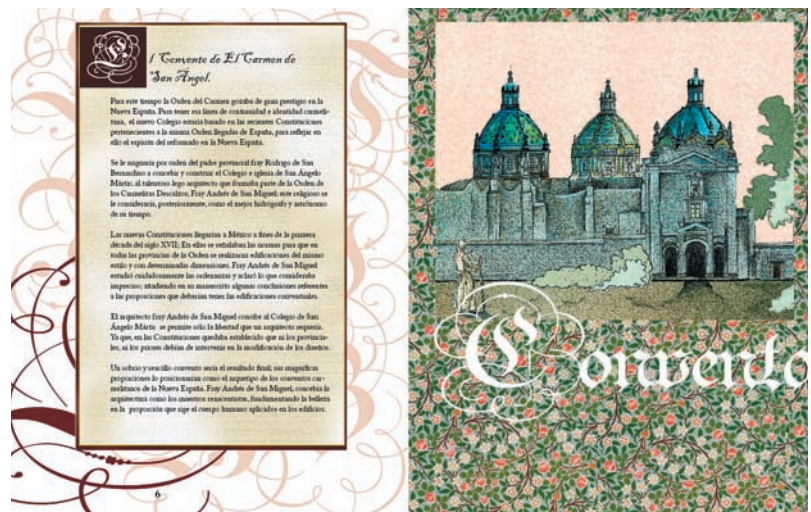 El Convento de El Carmen de
San Ángel.
Para este tiempo la Orden del Carmen gozaba de gran prestigio en la
Nueva España. Para tener esa línea de continuidad e identidad carmeli-
tana, el nuevo Colegio estaría basado en las recientes Constituciones
pertenecientes a la misma Orden llegadas de España, para reflejar en
ello el espíritu del reformado en la Nueva España.
Se le asignaría por orden del padre provincial fray Rodrigo de San
Bernardino a concebir y construir el Colegio e iglesia de San Ángelo
Mártir, al talentoso lego arquitecto que formaba parte de la Orden de
los Carmelitas Descalzos, Fray Andrés de San Miguel; este religioso se
le consideraría, posteriormente, como el mejor hidrógrafo y astrónomo
de su tiempo.
Las nuevas Constituciones llegarían a México a fines de la primera
década del siglo XVII; En ellas se señalaban las normas para que en
todas las provincias de la Orden se realizaran edificaciones del mismo
estilo y con determinadas dimensiones. Fray Andrés de San Miguel
estudió cuidadosamente las ordenanzas y aclaró lo que consideraba
impreciso; añadiendo en su manuscrito algunas conclusiones referentes
a las proporciones que deberían tener las edificaciones conventuales.
El arquitecto fray Andrés de San Miguel concibe al Colegio de San
Ángelo Mártir se permite sólo la libertad que un arquitecto requería.
Ya que, en las Constituciones quedaba establecido que ni los provincia-
les, ni los priores debían de intervenir en la modificación de los diseños.
Un sobrio y sencillo convento sería el resultado final; sus magníficas
proporciones lo posicionarían como el arquetipo de los conventos car-
melitanos de la Nueva España. Fray Andrés de San Miguel, concebía la
arquitectura como los maestros renacentistas, fundamentando la belleza
en la proporción que rige el cuerpo humano aplicados en los edificios.
6
Convento